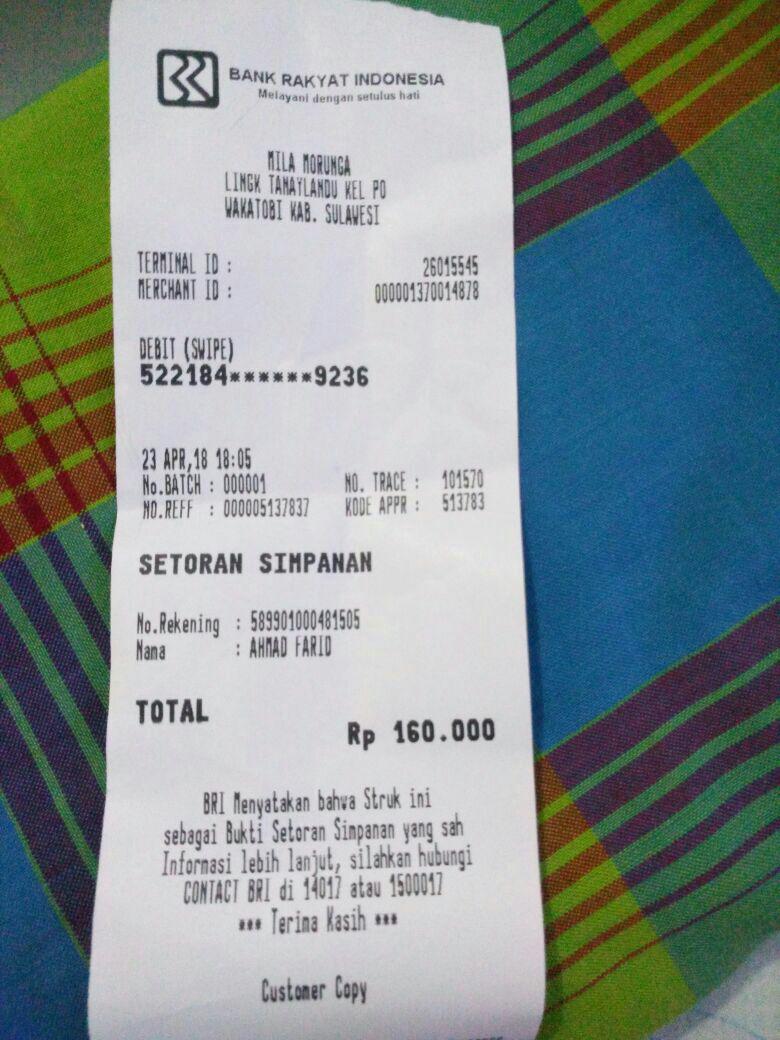 BANK RAKYAT INDONESIA
Melayani dengan setulus hati
MILA MORUNGA
LINGK TANAYLANDU KEL PO
WAKATOBI KAB. SULAWESI
TERMINAL ID : 26015545
MERCHANT ID : 000001370014878
DEBIT (SWIPE)
522184******9236
23 APR,18 18:05
No.BATCH : 000001 NO. TRACE : 101570
NO.REFF : 000005137837 KODE APPR : 513783
SETORAN SIMPANAN
No.Rekening : 589901000481505
Nama : AHMAD FARID
TOTAL
Rp 160.000
BRI Menyatakan bahwa Struk ini
sebagai Bukti Setoran Simpanan yang sah
Informasi lebih lanjut, silahkan hubungi
CONTACT BRI di 14017 atau 1500017
*** Terima Kasih ***
Customer Copy